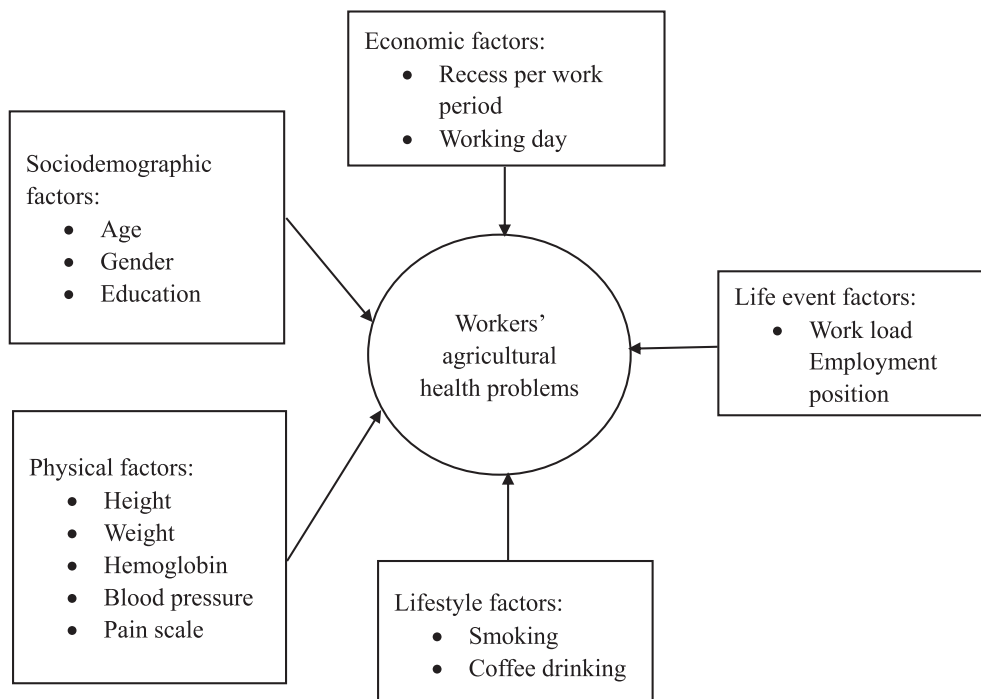 Economic factors:
• Recess per work
period
• Working day
Sociodemographic
factors:
• Age
• Gender
• Education
Workers’
agricultural
health problems
Life event factors:
• Work load
Employment
position
Physical factors:
• Height
• Weight
• Hemoglobin
• Blood pressure
• Pain scale
Lifestyle factors:
• Smoking
• Coffee drinking